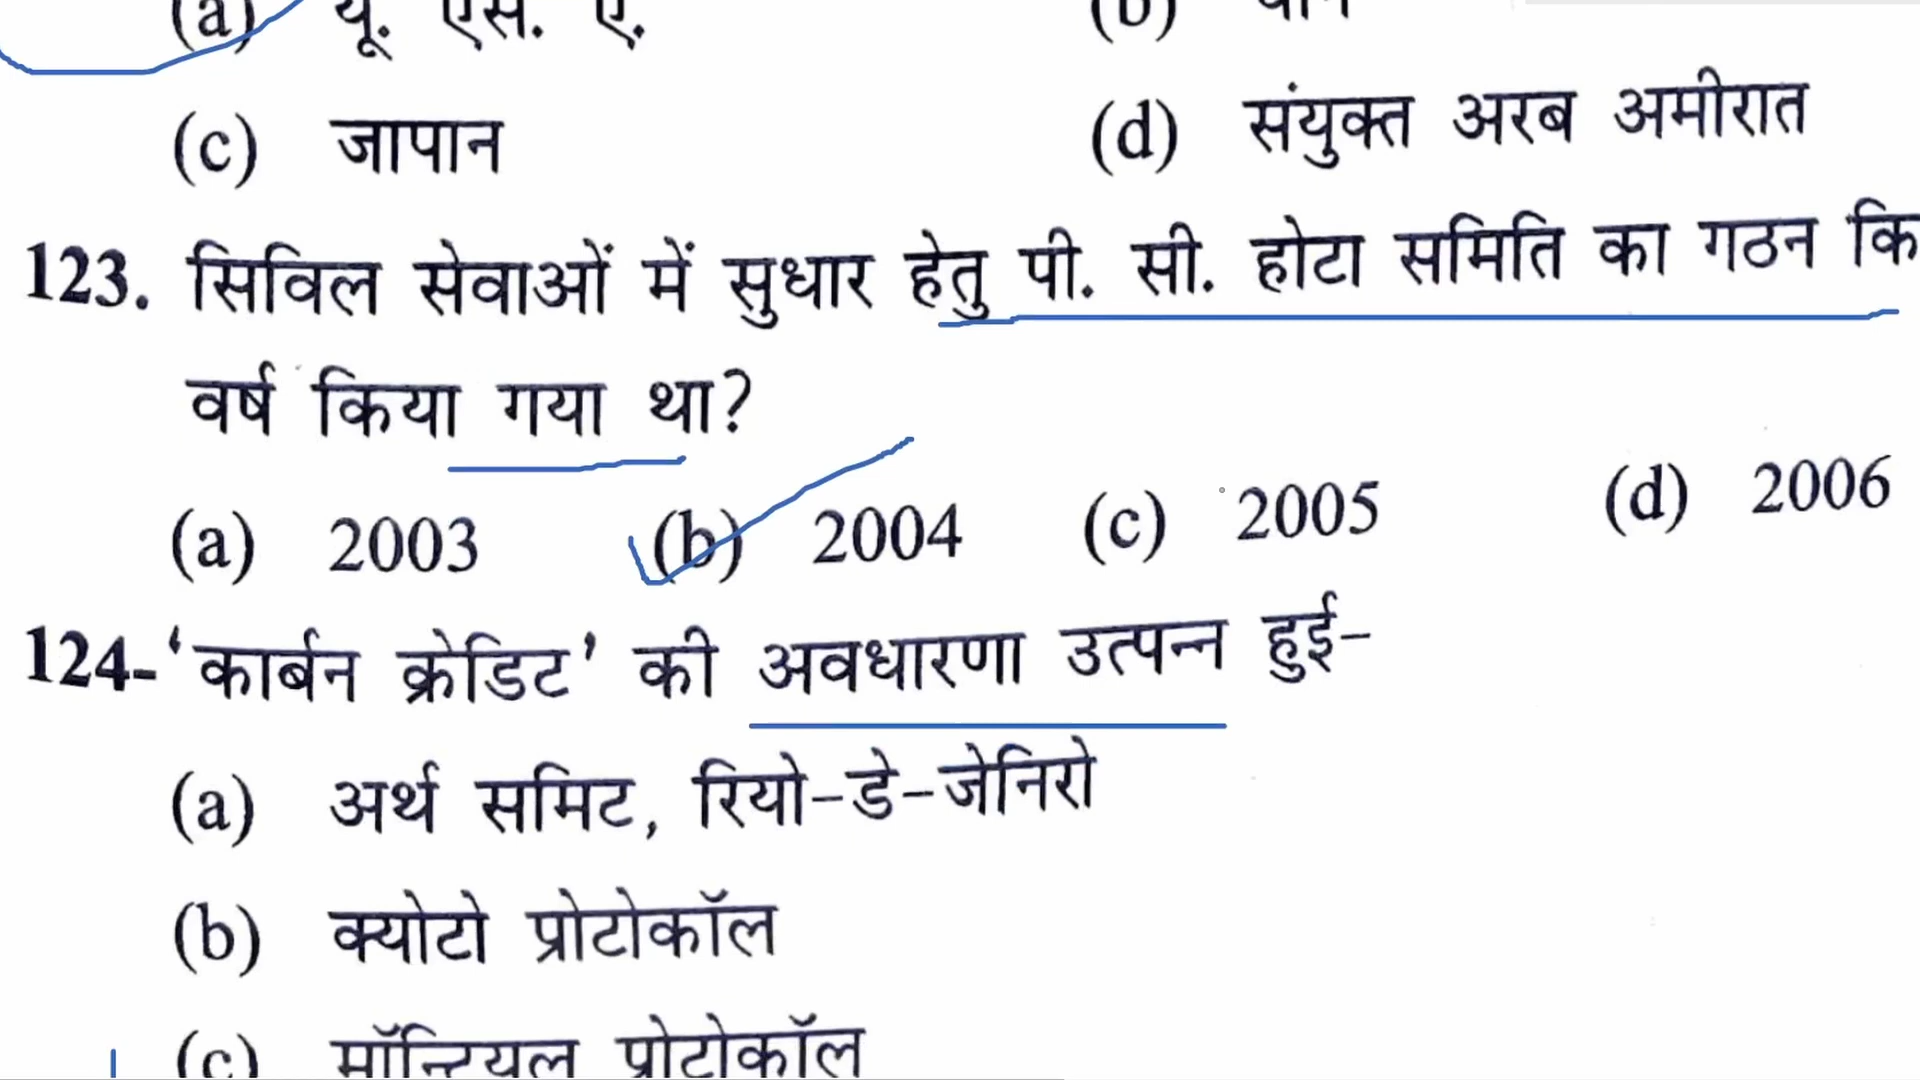 (a) यू. एस. ए. (b)
(c) जापान (d) संयुक्त अरब अमीरात
123. सिविल सेवाओं में सुधार हेतु पी. सी. होटा समिति का गठन कि
वर्ष किया गया था?
(a) 2003 (b) 2004 (c) 2005 (d) 2006
124-‘कार्बन क्रेडिट’ की अवधारणा उत्पन्न हुई-
(a) अर्थ समिट, रियो-डे-जेनिरो
(b) क्योटो प्रोटोकॉल
(c) मॉन्ट्रियल प्रोटोकॉल